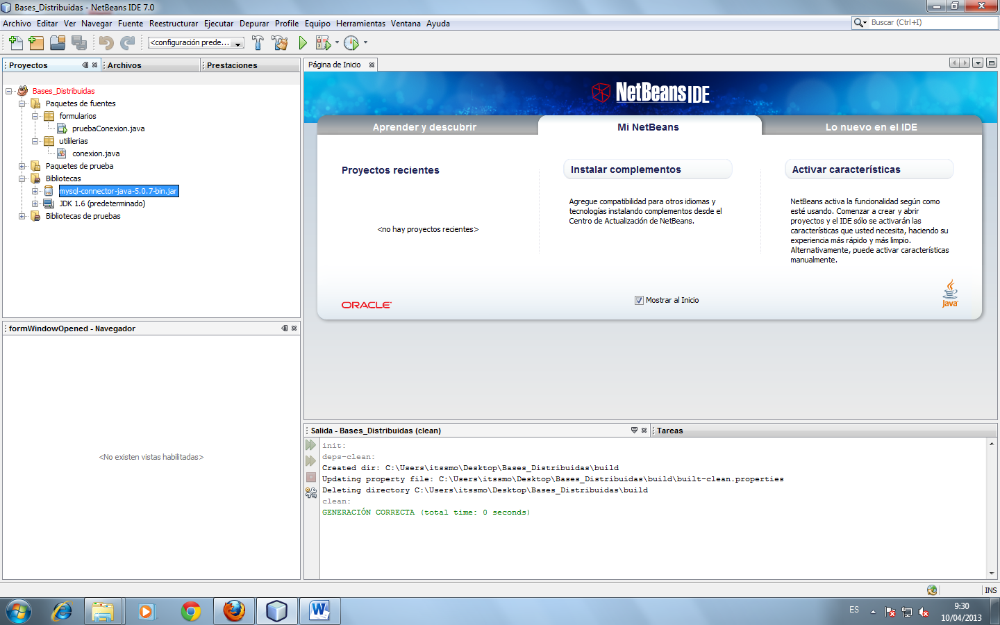 Bases_Distribuidas - NetBeans IDE 7.0
Archivo Editar Ver Navegar Fuente Reestructurar Ejecutar Depurar Profile Equipo Herramientas Ventana Ayuda
Buscar (Ctrl+I)
<configuración prede...
Proyectos
Archivos
Prestaciones
Bases_Distribuidas
Paquetes de fuentes
formularios
pruebaConexion.java
utililerias
conexion.java
Paquetes de prueba
Bibliotecas
mysql-connector-java-5.0.7-bin.jar
JDK 1.6 (predeterminado)
Bibliotecas de pruebas
formWindowOpened - Navegador
<No existen vistas habilitadas>
Página de Inicio
NetBeans IDE
Aprender y descubrir
Mi NetBeans
Lo nuevo en el IDE
Proyectos recientes
<no hay proyectos recientes>
Instalar complementos
Agregue compatibilidad para otros idiomas y
tecnologías instalando complementos desde el
Centro de Actualización de NetBeans.
Activar características
NetBeans activa la funcionalidad según como
esté usando. Comenzar a crear y abrir
proyectos y el IDE sólo se activarán las
características que usted necesita, haciendo su
experiencia más rápido y más limpio.
Alternativamente, puede activar características
manualmente.
ORACLE
Mostrar al Inicio
Java
Salida - Bases_Distribuidas (clean)
Tareas
init:
deps-clean:
Created dir: C:\Users\itssmo\Desktop\Bases_Distribuidas\build
Updating property file: C:\Users\itssmo\Desktop\Bases_Distribuidas\build\built-clean.properties
Deleting directory C:\Users\itssmo\Desktop\Bases_Distribuidas\build
clean:
GENERACIÓN CORRECTA (total time: 0 seconds)
INS
ES
9:30
10/04/2013